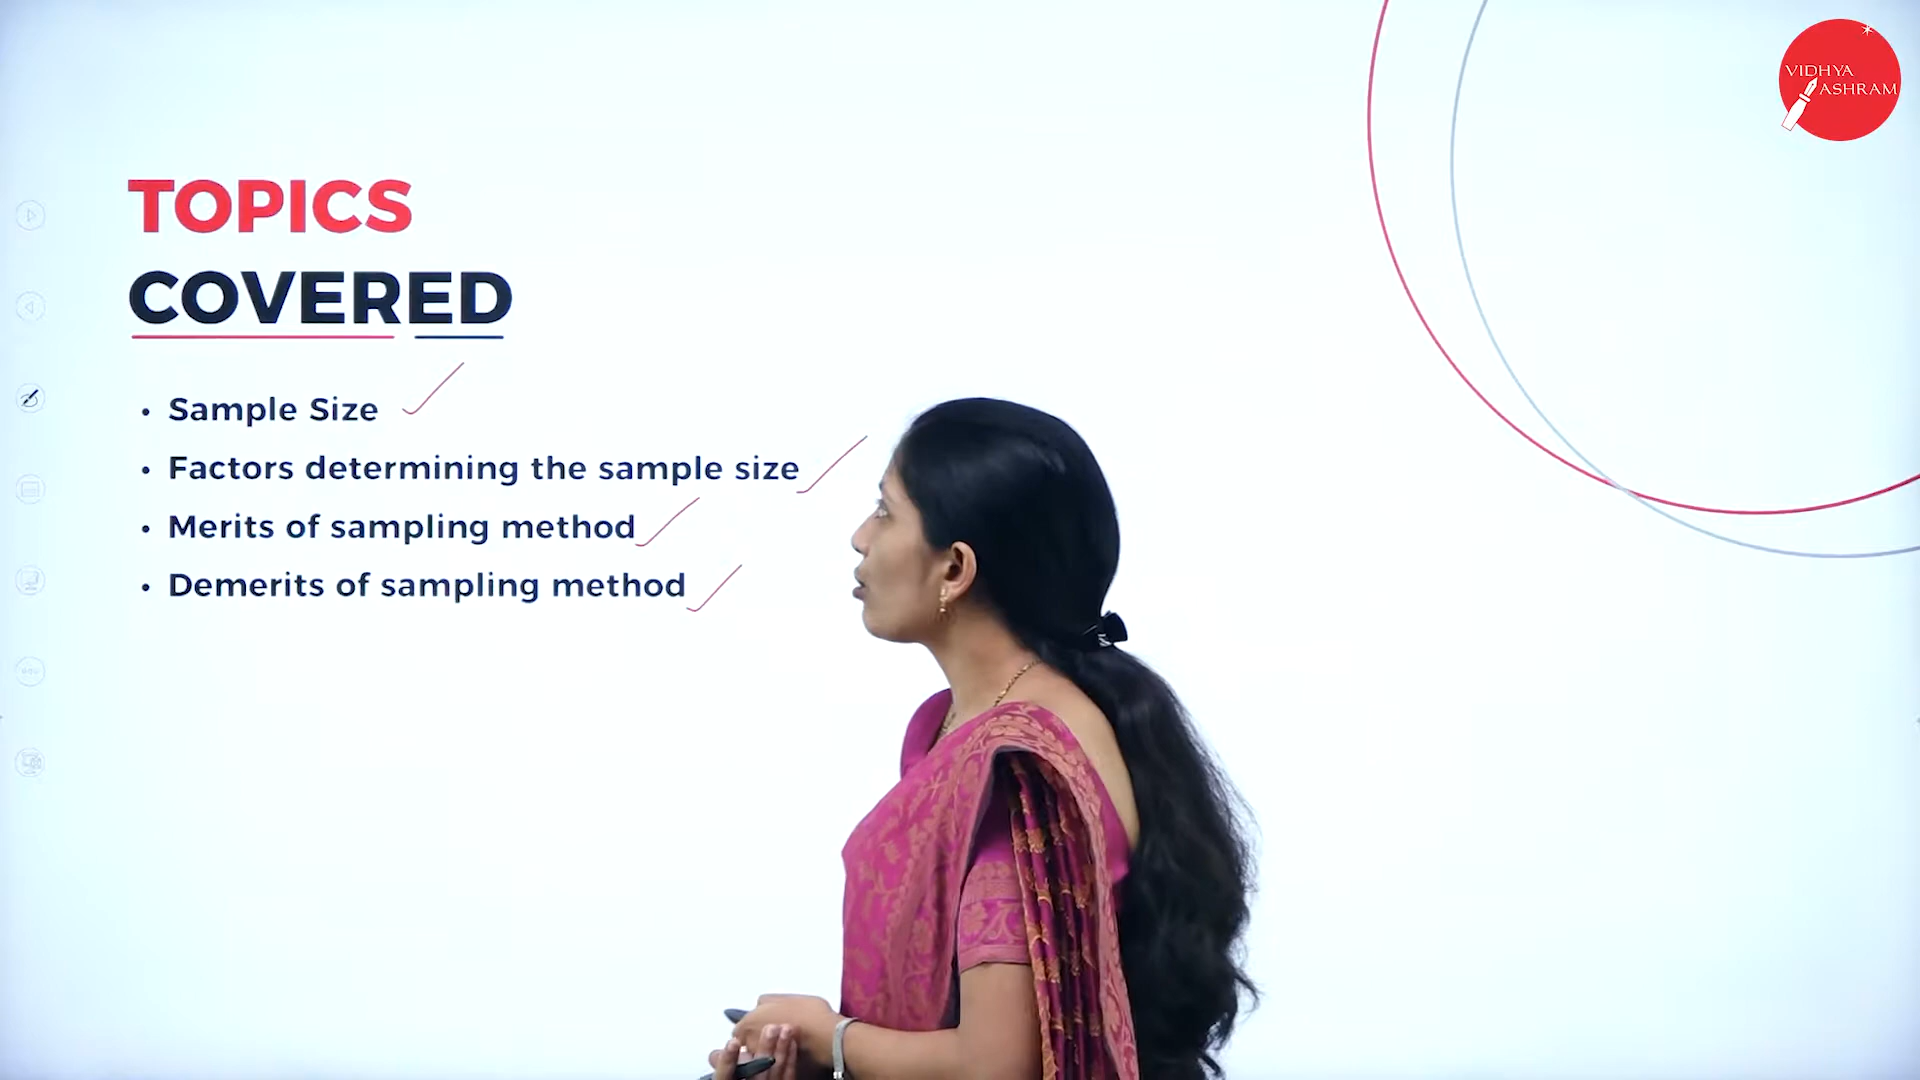 VIDHYA
ASHRAM
TOPICS
COVERED
• Sample Size
• Factors determining the sample size
• Merits of sampling method
• Demerits of sampling method